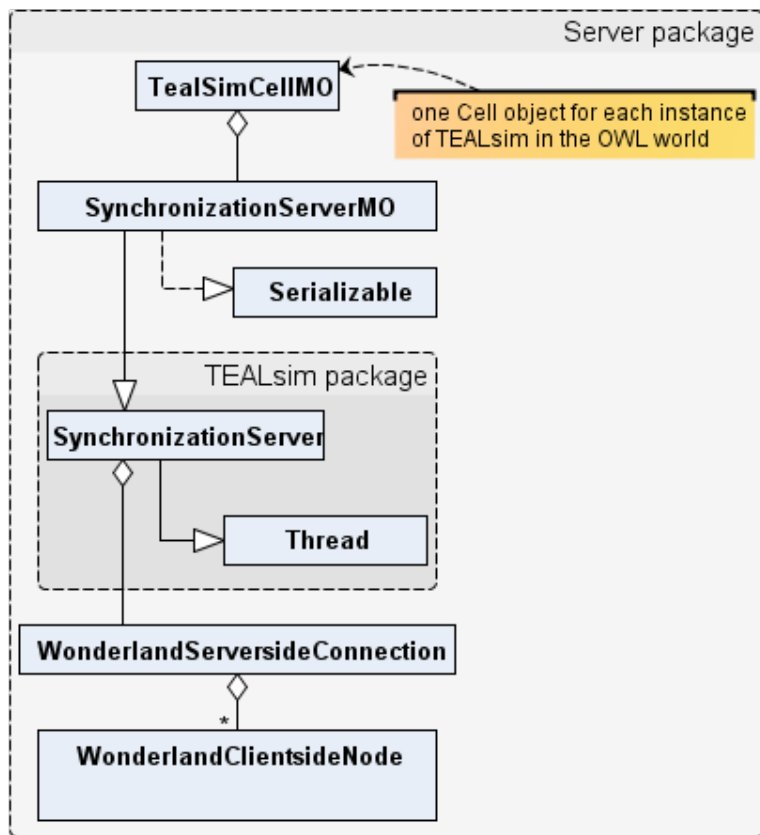 Server package
TealSimCellMO
one Cell object for each instance
of TEALsim in the OWL world
SynchronizationServerMO
Serializable
TEALsim package
SynchronizationServer
Thread
WonderlandServersideConnection
*
WonderlandClientsideNode